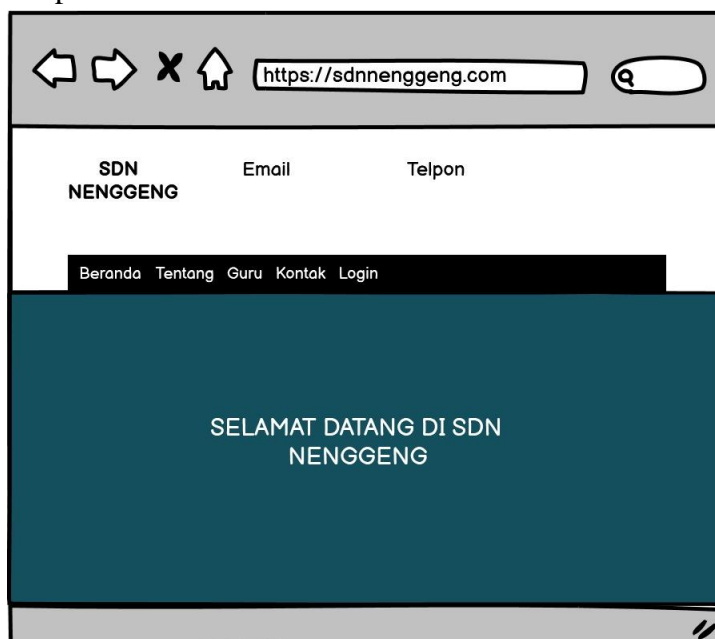 https://sdnnenggeng.com
SDN
NENGGENG
Email
Telpon
Beranda Tentang Guru Kontak Login
SELAMAT DATANG DI SDN
NENGGENG